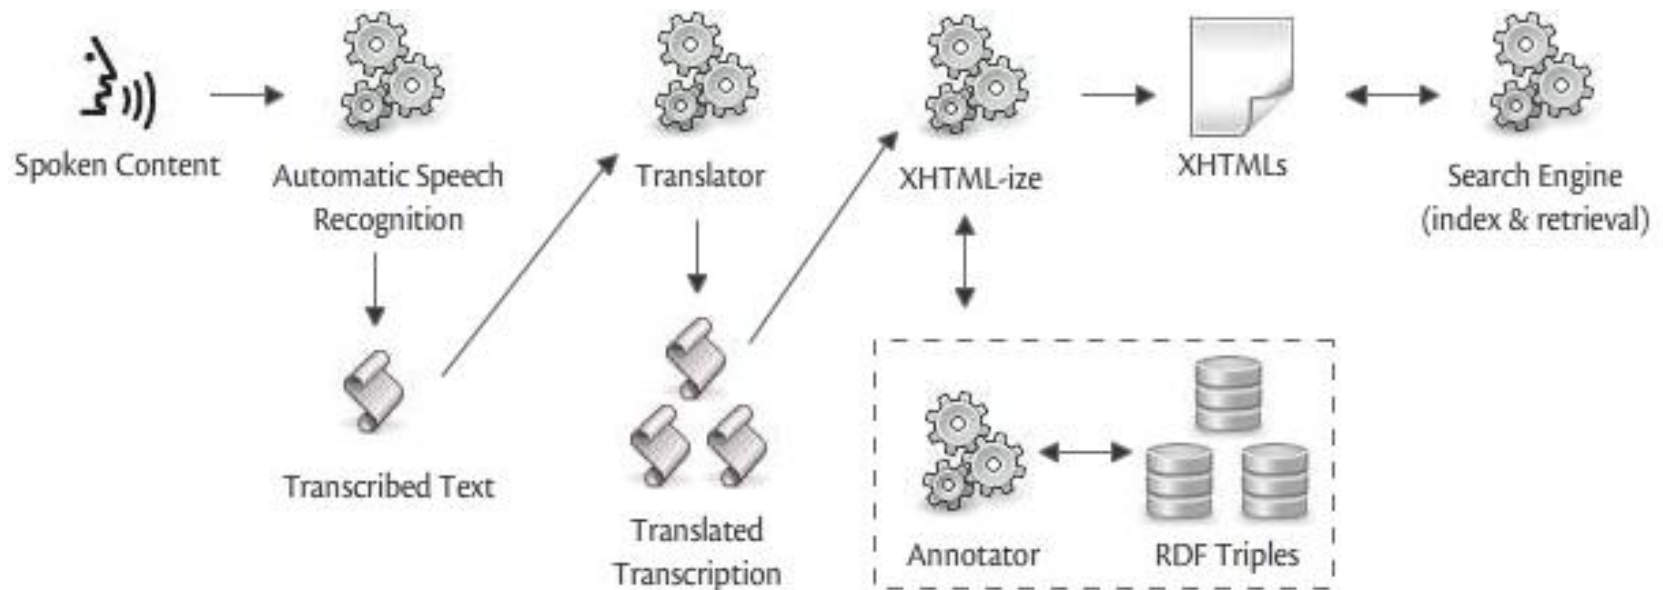 Spoken Content
Automatic Speech
Recognition
Translator
XHTML-ize
XHTMLs
Search Engine
(index & retrieval)
Transcribed Text
Translated
Transcription
Annotator
RDF Triples